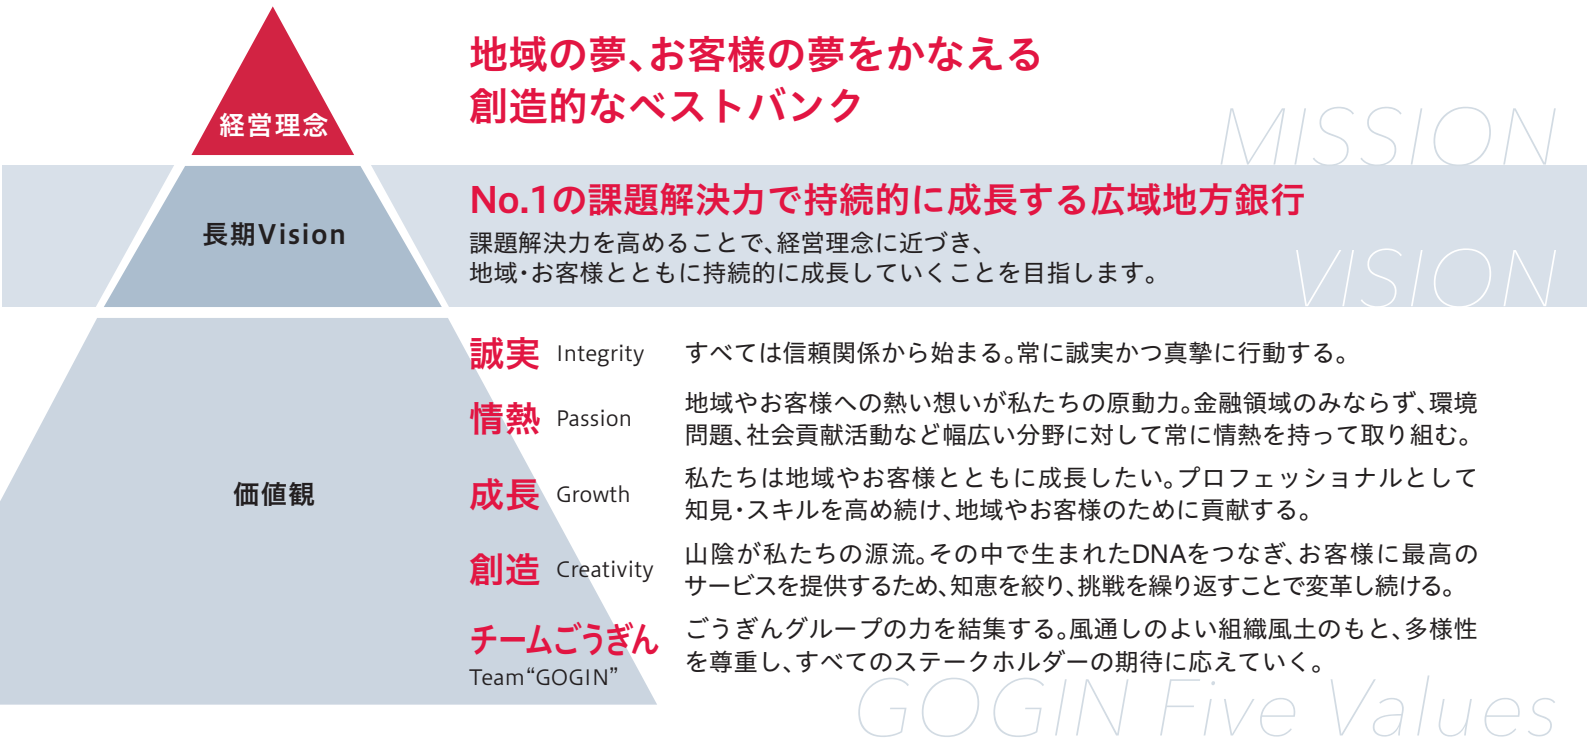 経営理念
地域の夢、お客様の夢をかなえる
創造的なベストバンク
MISSION
長期Vision
No.1の課題解決力で持続的に成長する広域地方銀行
課題解決力を高めることで、経営理念に近づき、
地域・お客様とともに持続的に成長していくことを目指します。
VISION
価値観
誠実 Integrity すべては信頼関係から始まる。常に誠実かつ真摯に行動する。
情熱 Passion 地域やお客様への熱い想いが私たちの原動力。金融領域のみならず、環境
問題、社会貢献活動など幅広い分野に対して常に情熱を持って取り組む。
成長 Growth 私たちは地域やお客様とともに成長したい。プロフェッショナルとして
知見・スキルを高め続け、地域やお客様のために貢献する。
創造 Creativity 山陰が私たちの源流。その中で生まれたDNAをつなぎ、お客様に最高の
サービスを提供するため、知恵を絞り、挑戦を繰り返すことで変革し続ける。
チームごうぎん
Team“GOGIN”
ごうぎんグループの力を結集する。風通しのよい組織風土のもと、多様性
を尊重し、すべてのステークホルダーの期待に応えていく。
GOGIN Five Values